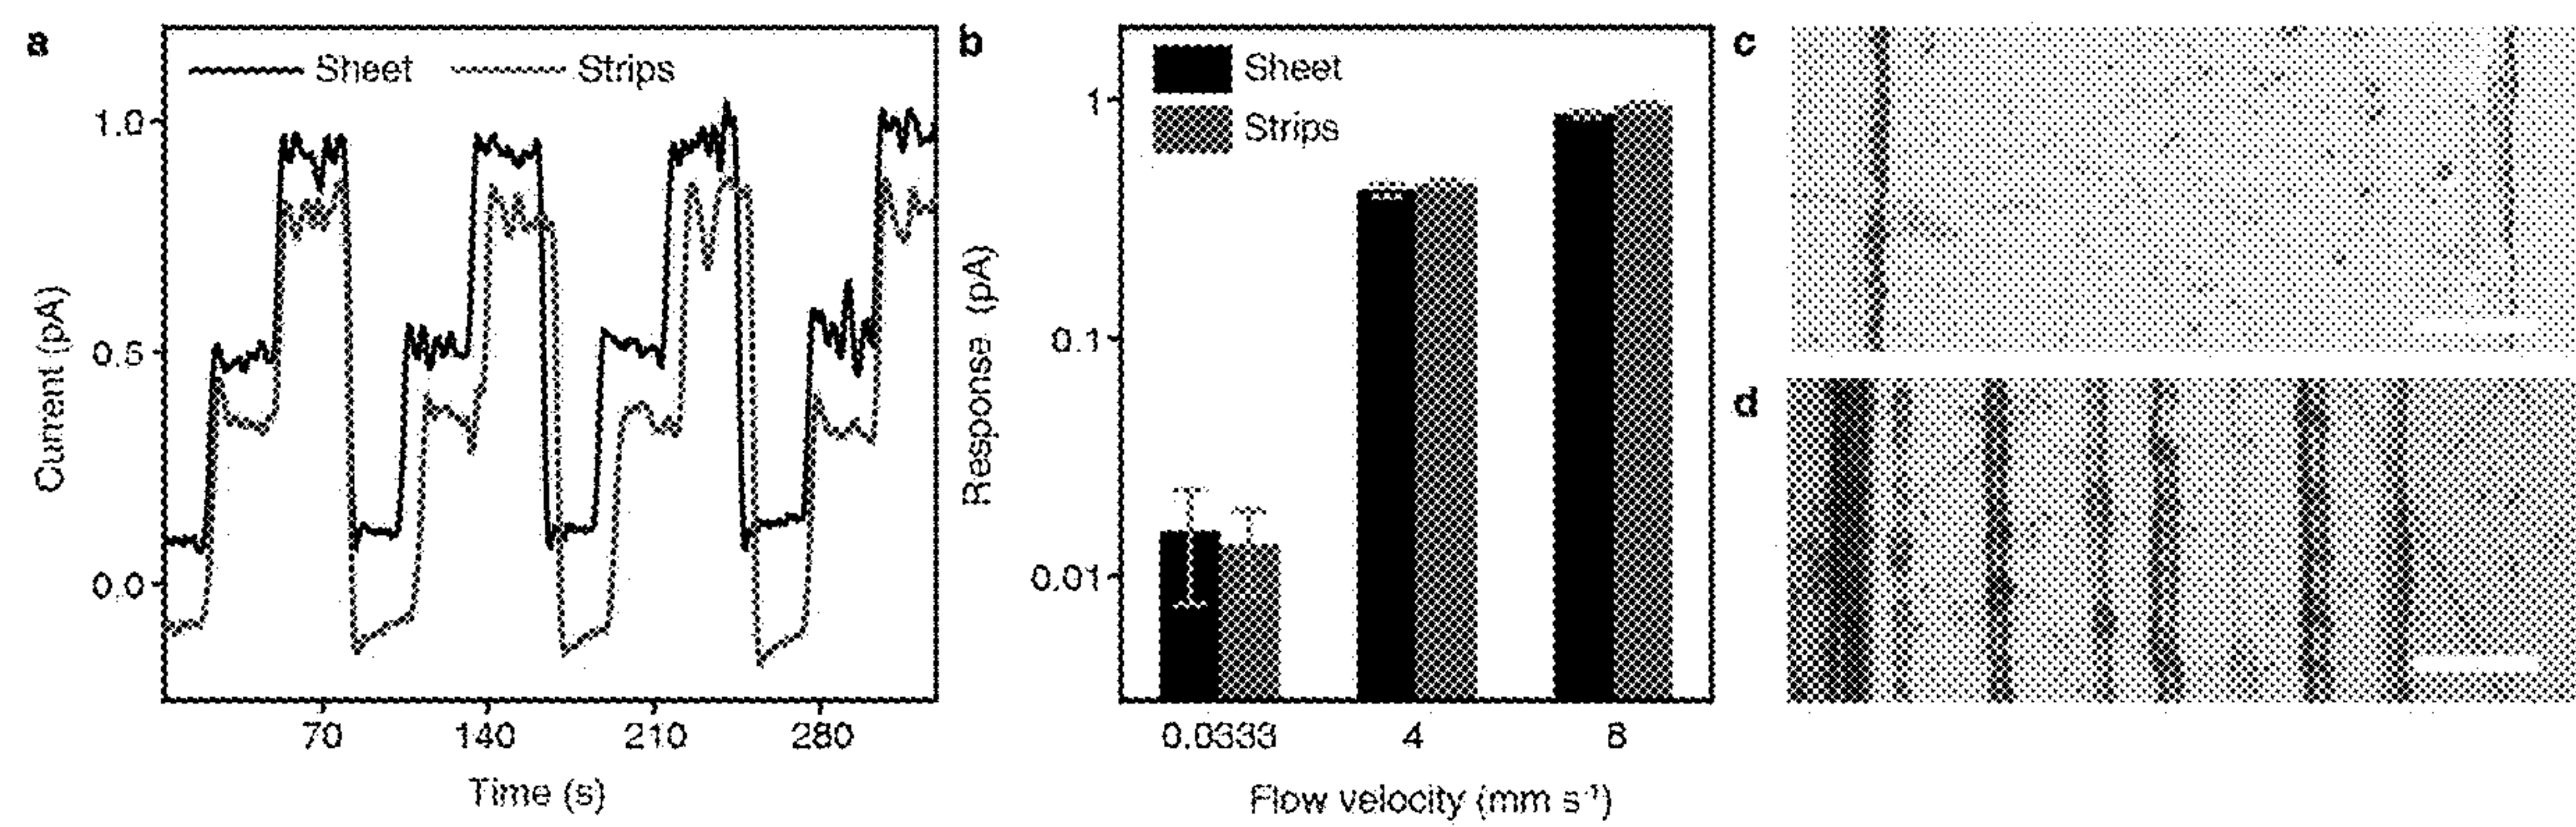 a
Sheet Strips
1.0
0.5
0.0
Current (pA)
70 140 210 280
Time (s)
b
Sheet
Strips
1
0.1
0.01
Response (pA)
0.0333 4 8
Flow velocity (mm s⁻¹)
c
d